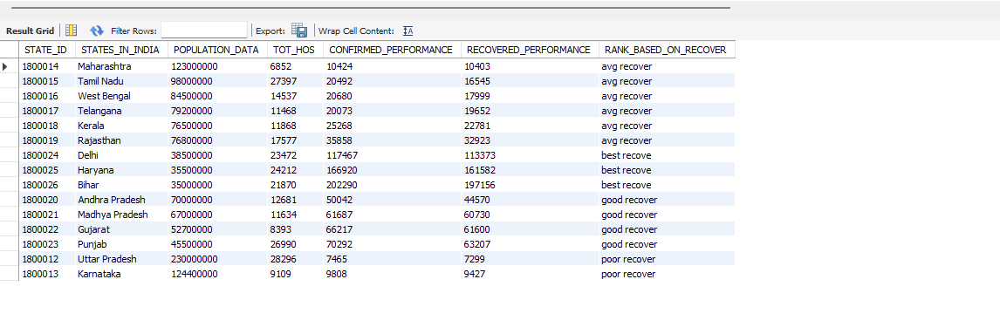 Result Grid Filter Rows: Export: Wrap Cell Content:
STATE_ID STATES_IN_INDIA POPULATION_DATA TOT_HOS CONFIRMED_PERFORMANCE RECOVERED_PERFORMANCE RANK_BASED_ON_RECOVER
1800014 Maharashtra 123000000 6852 10424 10403 avg recover
1800015 Tamil Nadu 98000000 27397 20492 16545 avg recover
1800016 West Bengal 84500000 14537 20680 17999 avg recover
1800017 Telangana 79200000 11468 20073 19652 avg recover
1800018 Kerala 76500000 11868 25268 22781 avg recover
1800019 Rajasthan 76800000 17577 35858 32923 avg recover
1800024 Delhi 38500000 23472 117467 113373 best recove
1800025 Haryana 35500000 24212 166920 161582 best recove
1800026 Bihar 35000000 21870 202290 197156 best recove
1800020 Andhra Pradesh 70000000 12681 50042 44570 good recover
1800021 Madhya Pradesh 67000000 11634 61687 60730 good recover
1800022 Gujarat 52700000 8393 66217 61600 good recover
1800023 Punjab 45500000 26990 70292 63207 good recover
1800012 Uttar Pradesh 230000000 28296 7465 7299 poor recover
1800013 Karnataka 124400000 9109 9808 9427 poor recover